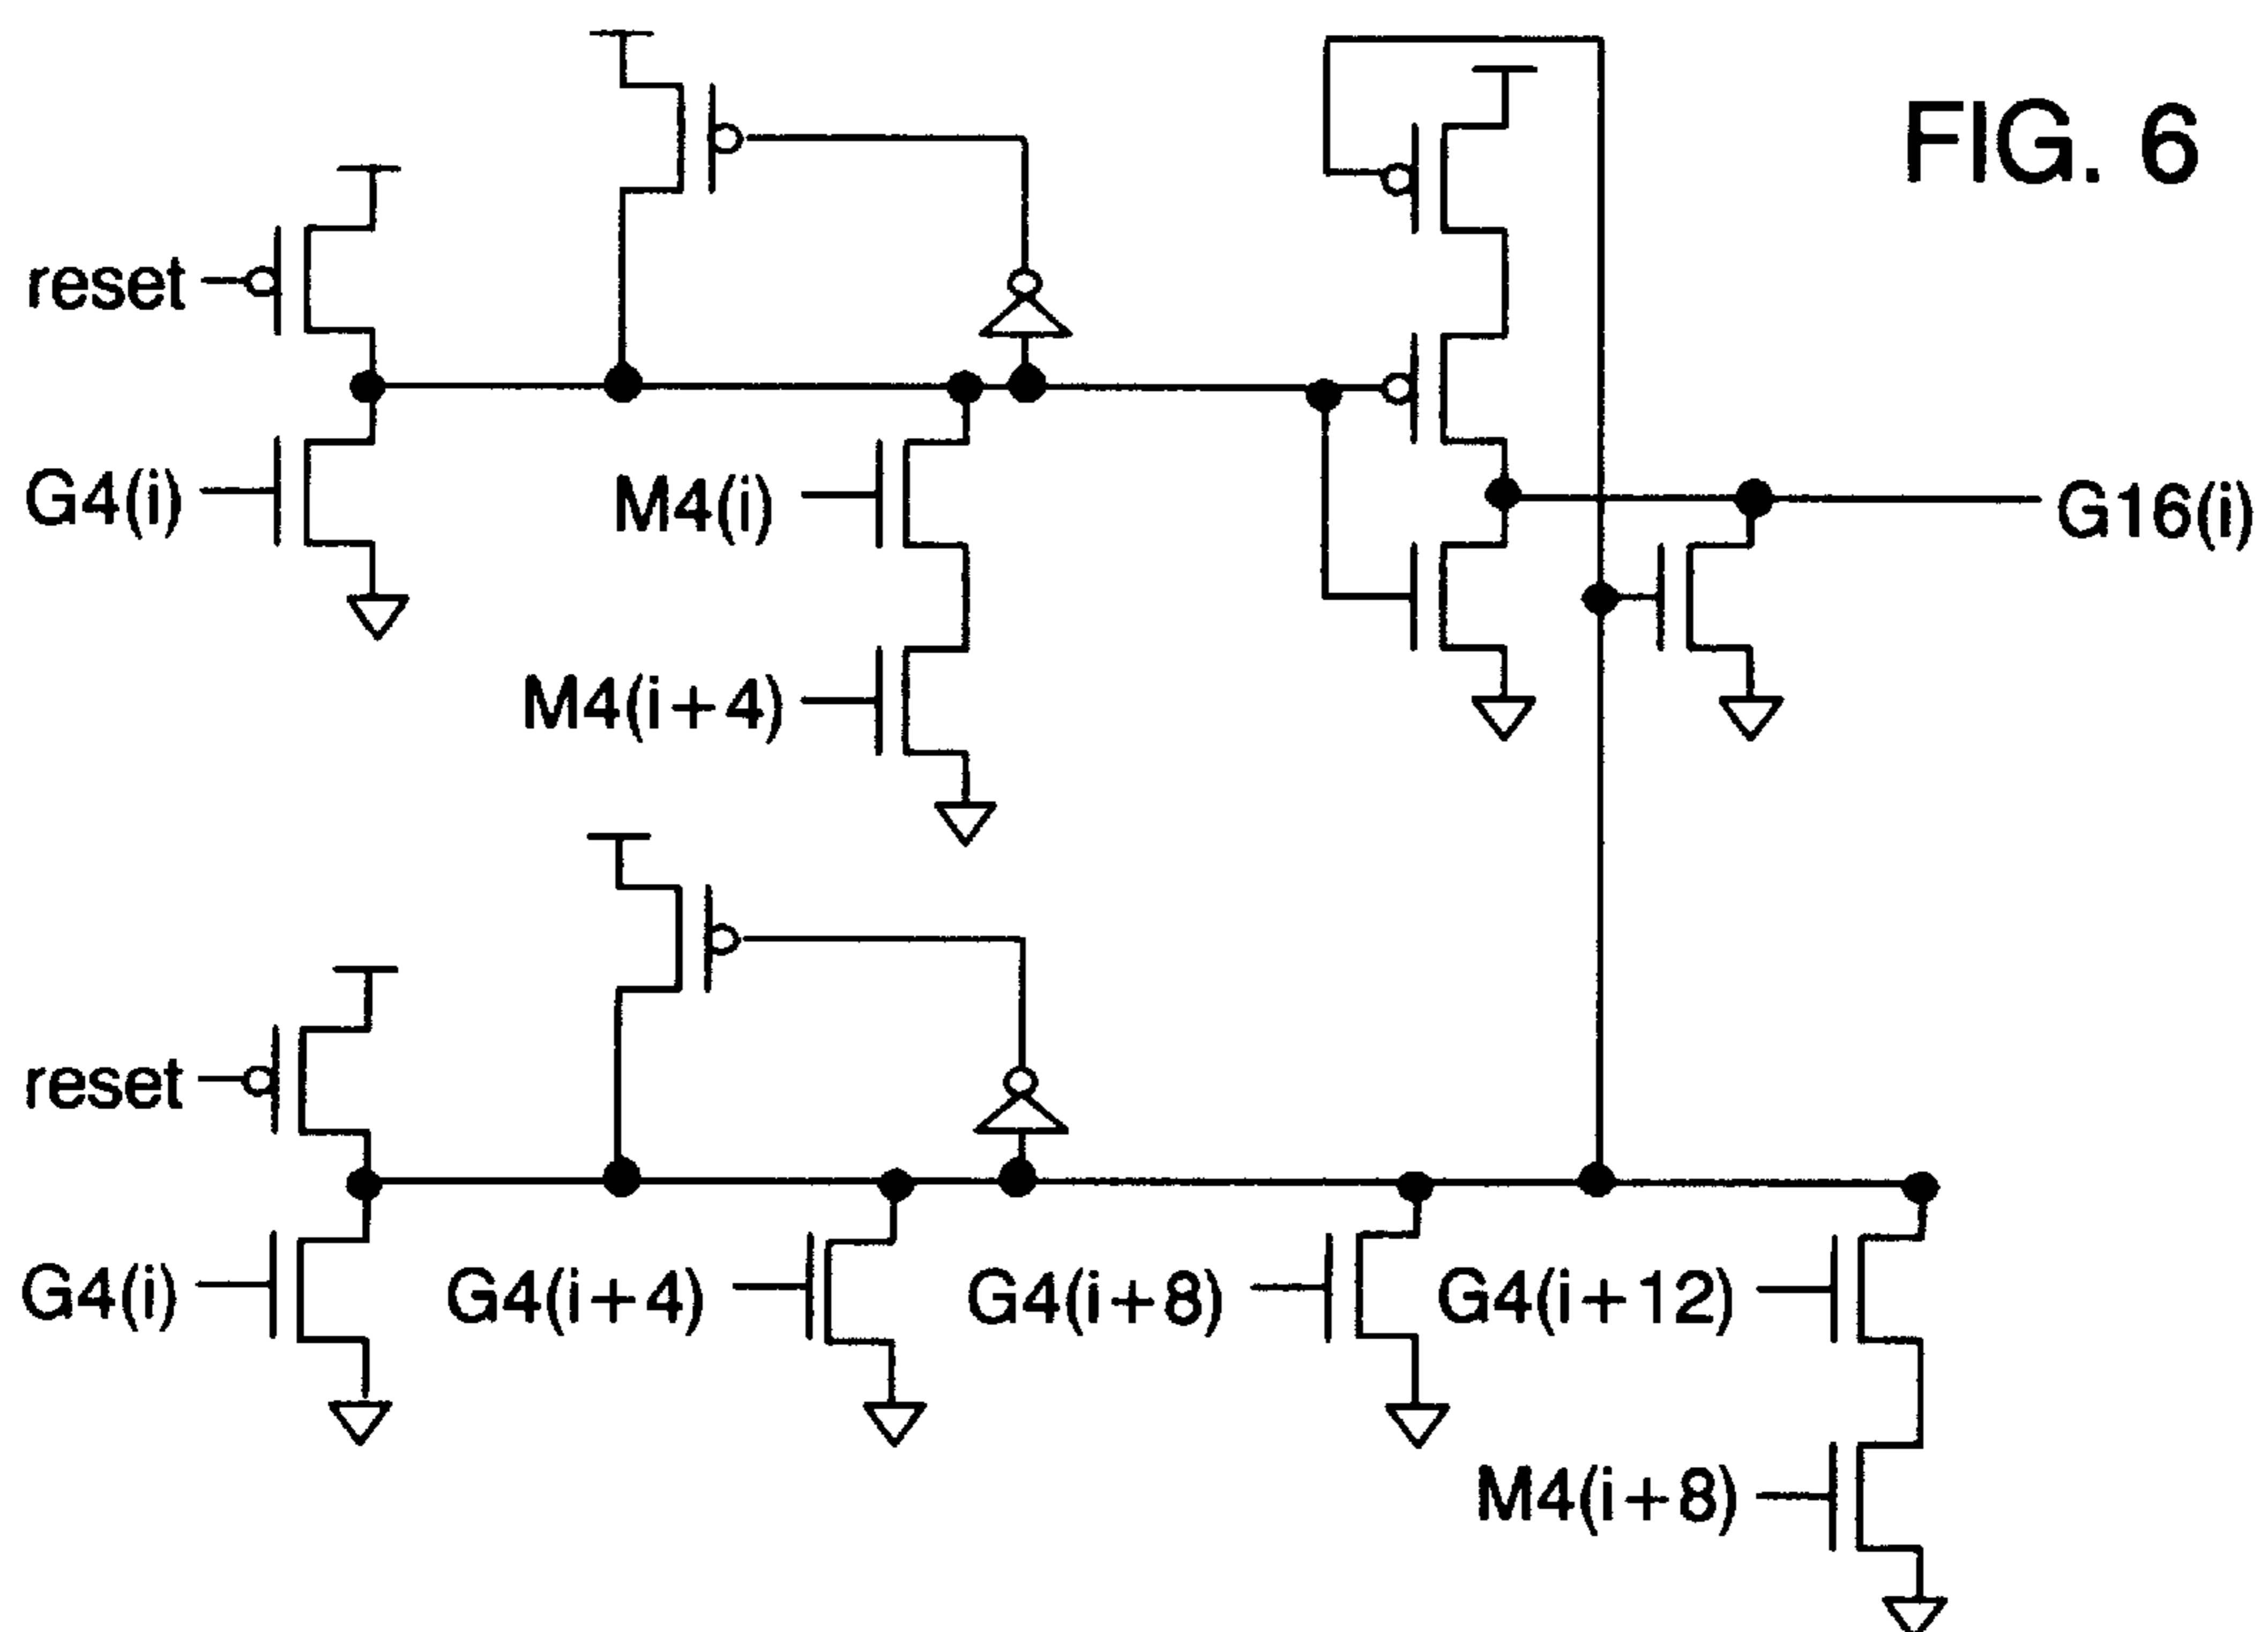 FIG. 6
reset
G4(i)
M4(i)
G16(i)
M4(i+4)
reset
G4(i)
G4(i+4)
G4(i+8)
G4(i+12)
M4(i+8)